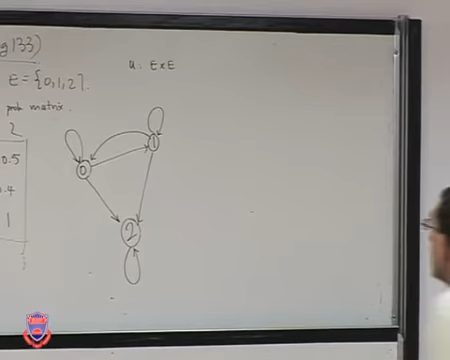 g 133)
E = {0,1,2}.
U: E x E
prob matrix.
2
0.5
0.4
1
0
1
2